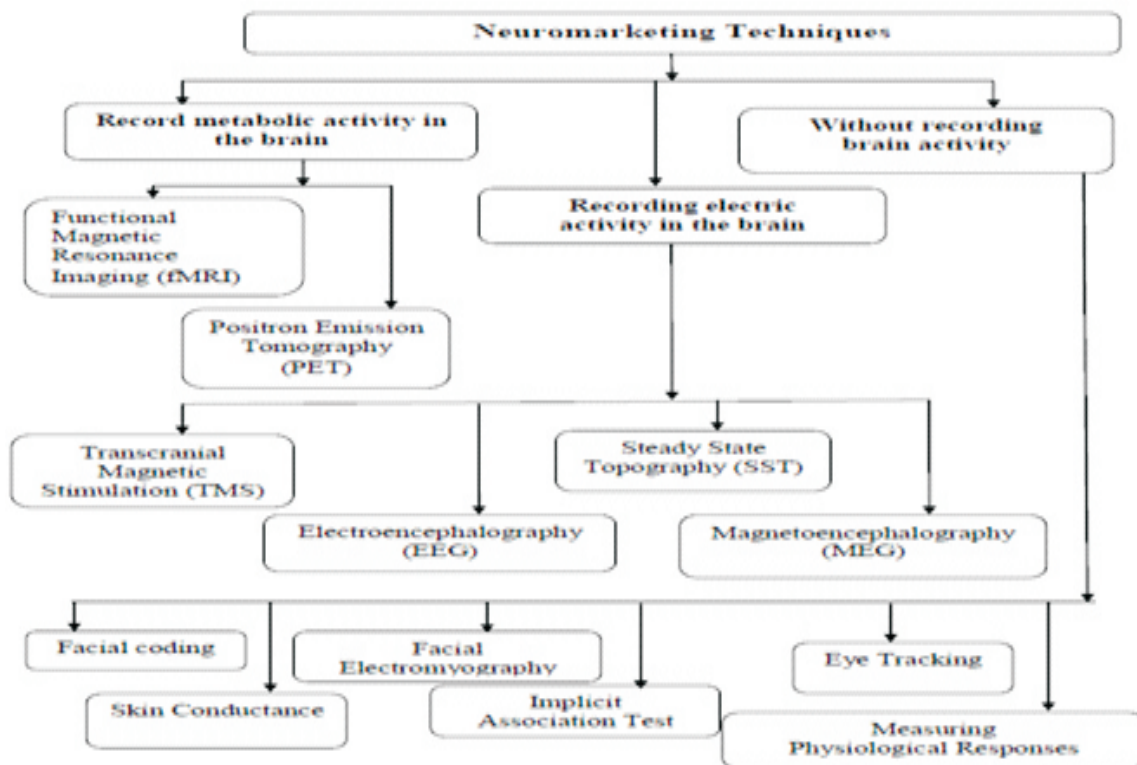 Neuromarketing Techniques
Record metabolic activity in
the brain
Without recording
brain activity
Recording electric
activity in the brain
Functional
Magnetic
Resonance
Imaging (fMRI)
Positron Emission
Tomography
(PET)
Transcranial
Magnetic
Stimulation (TMS)
Steady State
Topography (SST)
Electroencephalography
(EEG)
Magnetoencephalography
(MEG)
Facial coding
Facial
Electromyography
Eye Tracking
Skin Conductance
Implicit
Association Test
Measuring
Physiological Responses